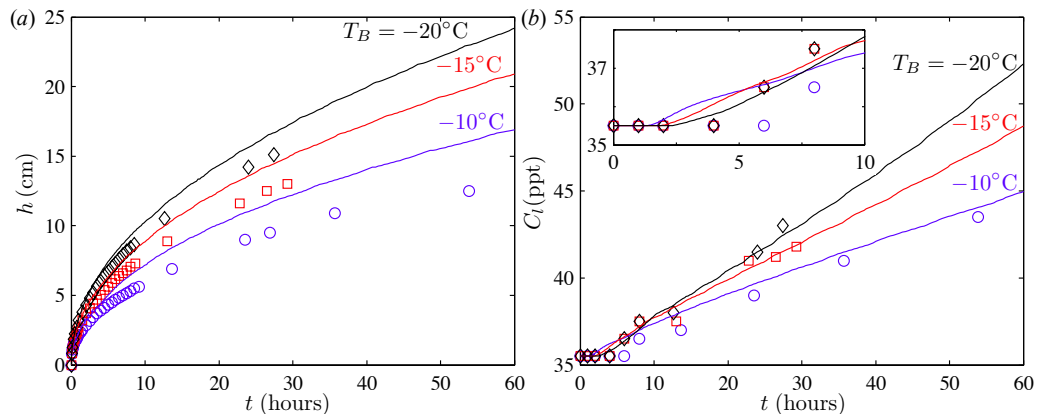 (a)
25
20
15
10
5
0
h (cm)
T_B = −20°C
−15°C
−10°C
0 10 20 30 40 50 60
t (hours)
(b)
55
50
45
40
35
C_l (ppt)
37
35
0 5 10
T_B = −20°C
−15°C
−10°C
0 10 20 30 40 50 60
t (hours)